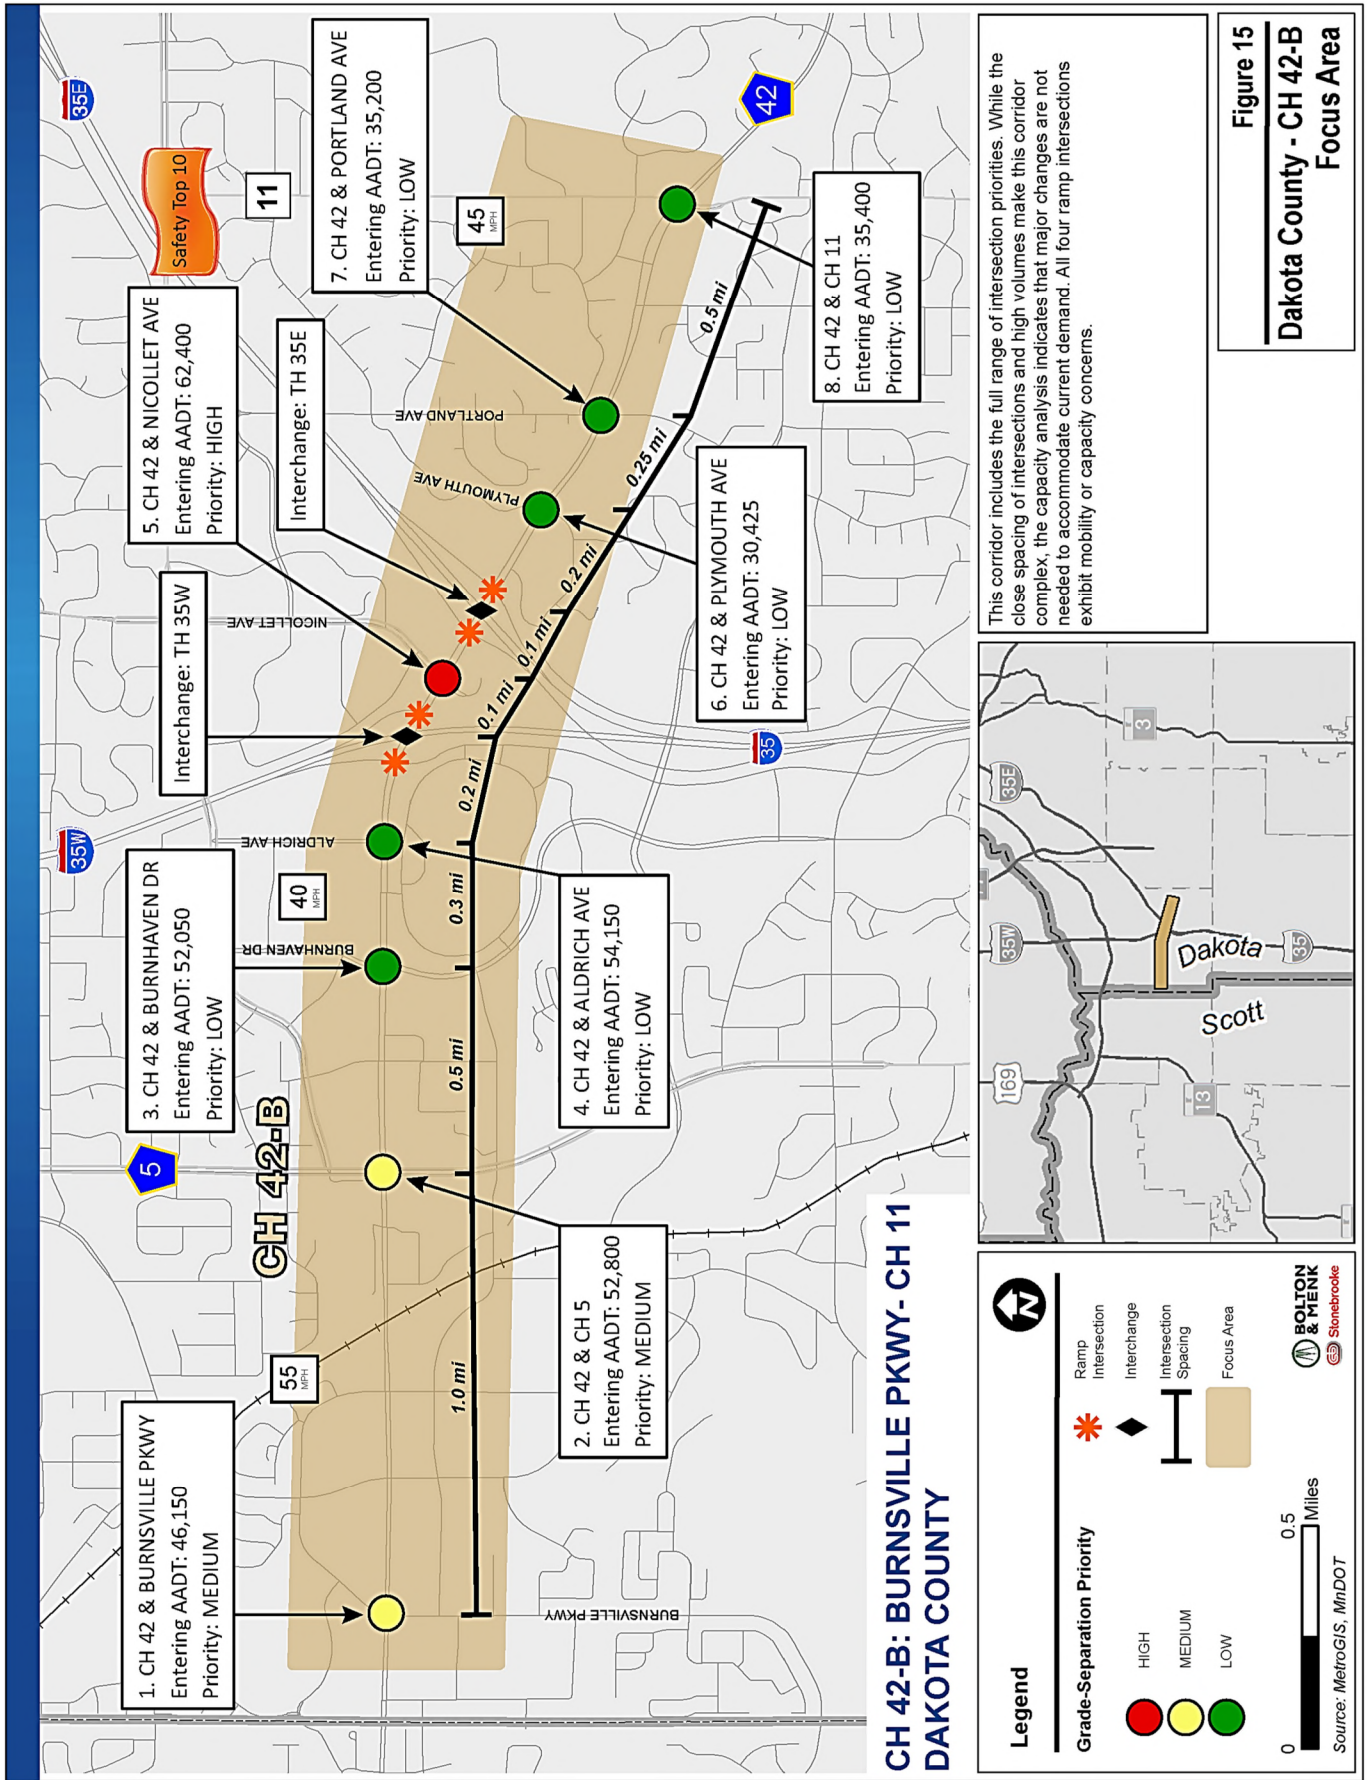 35E
Safety Top 10
11
35W
5
CH 42-B
1. CH 42 & BURNSVILLE PKWY
Entering AADT: 46,150
Priority: MEDIUM
3. CH 42 & BURNHAVEN DR
Entering AADT: 52,050
Priority: LOW
Interchange: TH 35W
5. CH 42 & NICOLLET AVE
Entering AADT: 62,400
Priority: HIGH
Interchange: TH 35E
7. CH 42 & PORTLAND AVE
Entering AADT: 35,200
Priority: LOW
55
MPH
40
MPH
45
MPH
BURNHAVEN DR
ALDRICH AVE
NICOLLET AVE
PLYMOUTH AVE
PORTLAND AVE
BURNSVILLE PKWY
1.0 mi
0.5 mi
0.3 mi
0.2 mi
0.1 mi
0.1 mi
0.2 mi
0.25 mi
0.5 mi
2. CH 42 & CH 5
Entering AADT: 52,800
Priority: MEDIUM
4. CH 42 & ALDRICH AVE
Entering AADT: 54,150
Priority: LOW
6. CH 42 & PLYMOUTH AVE
Entering AADT: 30,425
Priority: LOW
8. CH 42 & CH 11
Entering AADT: 35,400
Priority: LOW
35
42
CH 42-B: BURNSVILLE PKWY- CH 11
DAKOTA COUNTY
Legend
N
Grade-Separation Priority
HIGH
MEDIUM
LOW
Ramp
Intersection
Interchange
Intersection
Spacing
Focus Area
0
0.5
Miles
Source: MetroGIS, MnDOT
BOLTON
& MENK
Stonebrooke
169
35W
35E
3
13
35
Dakota
Scott
This corridor includes the full range of intersection priorities. While the
close spacing of intersections and high volumes make this corridor
complex, the capacity analysis indicates that major changes are not
needed to accommodate current demand. All four ramp intersections
exhibit mobility or capacity concerns.
Figure 15
Dakota County - CH 42-B
Focus Area